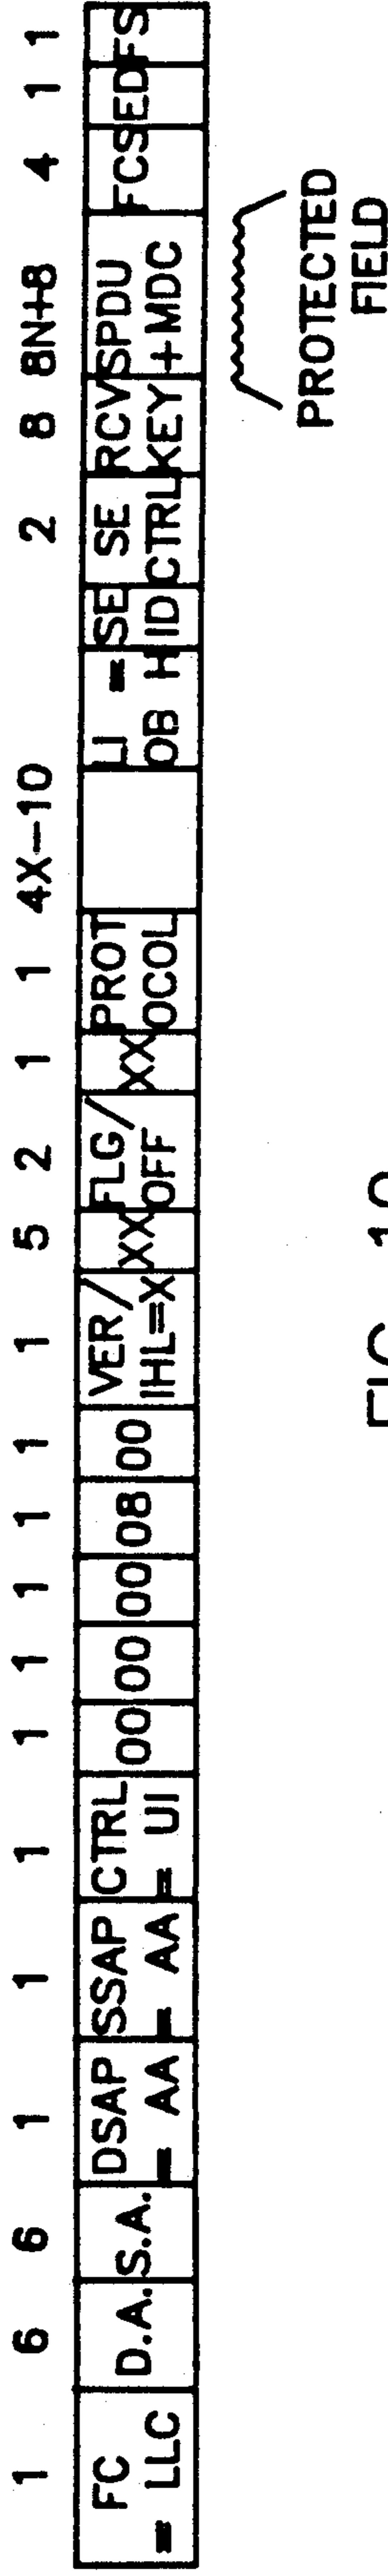 1 6 6 1 1 1 1 1 1 1 1 1 5 2 1 1 4X-10 2 8 8N+8 4 1 1
FC = LLC
D.A.
S.A.
DSAP = AA
SSAP = AA
CTRL = UI
00
00
00
08
00
VER/ IHL=X
XX
FLG/ OFF
XX
PROT OCOL
LI = OB H
SE ID
SE CTRL
RCV KEY
SPDU +MDC
FCS
ED
FS
PROTECTED
FIELD